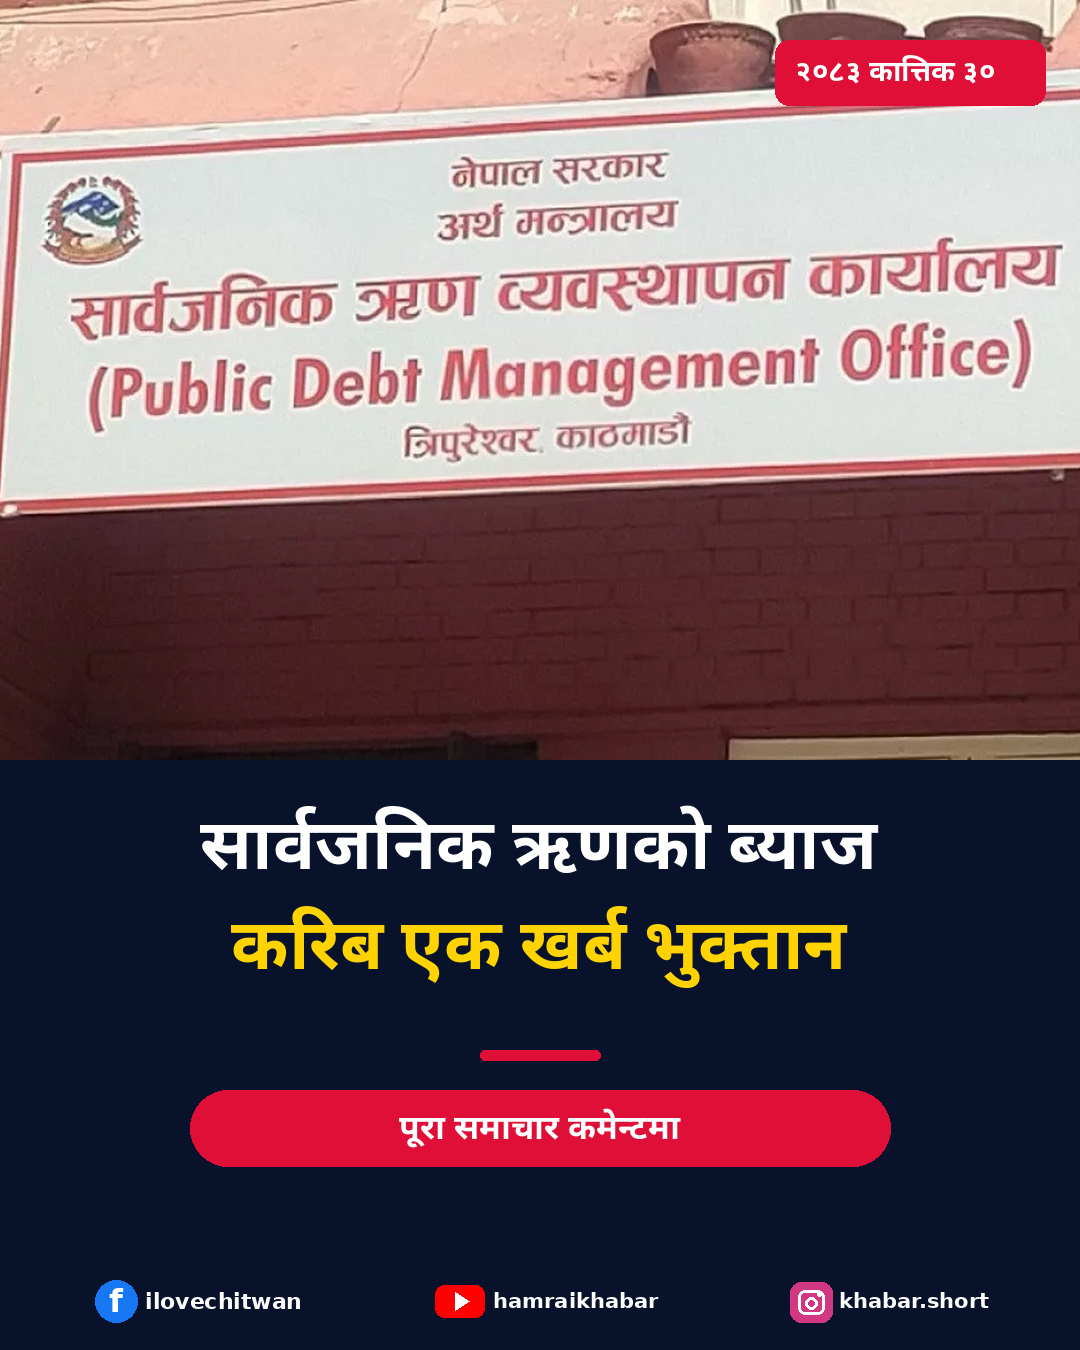 २०८३ कात्तिक ३०
नेपाल सरकार
अर्थ मन्त्रालय
सार्वजनिक ऋण व्यवस्थापन कार्यालय
(Public Debt Management Office)
त्रिपुरेश्वर, काठमाडौं
सार्वजनिक ऋणको ब्याज
करिब एक खर्ब भुक्तान
पूरा समाचार कमेन्टमा
ilovechitwan
hamraikhabar
khabar.short